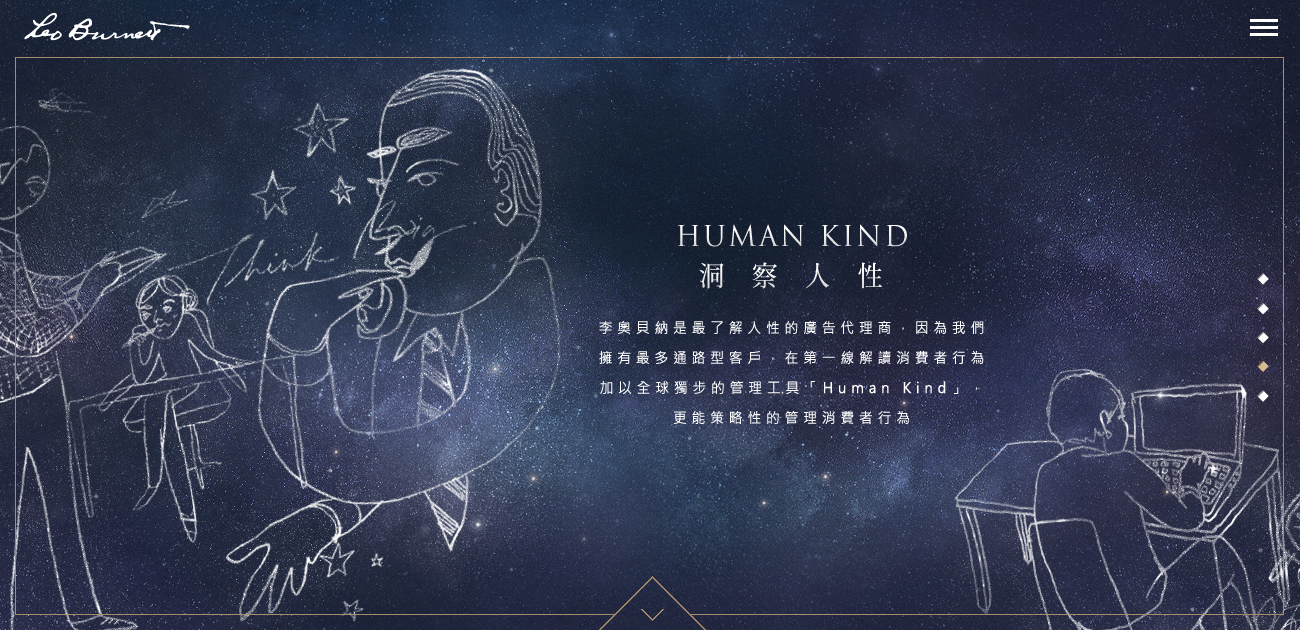 Leo Burnett
Think
HUMAN KIND
洞察人性
李奧貝納是最了解人性的廣告代理商，因為我們
擁有最多通路型客戶，在第一線解讀消費者行為
加以全球獨步的管理工具「Human Kind」，
更能策略性的管理消費者行為